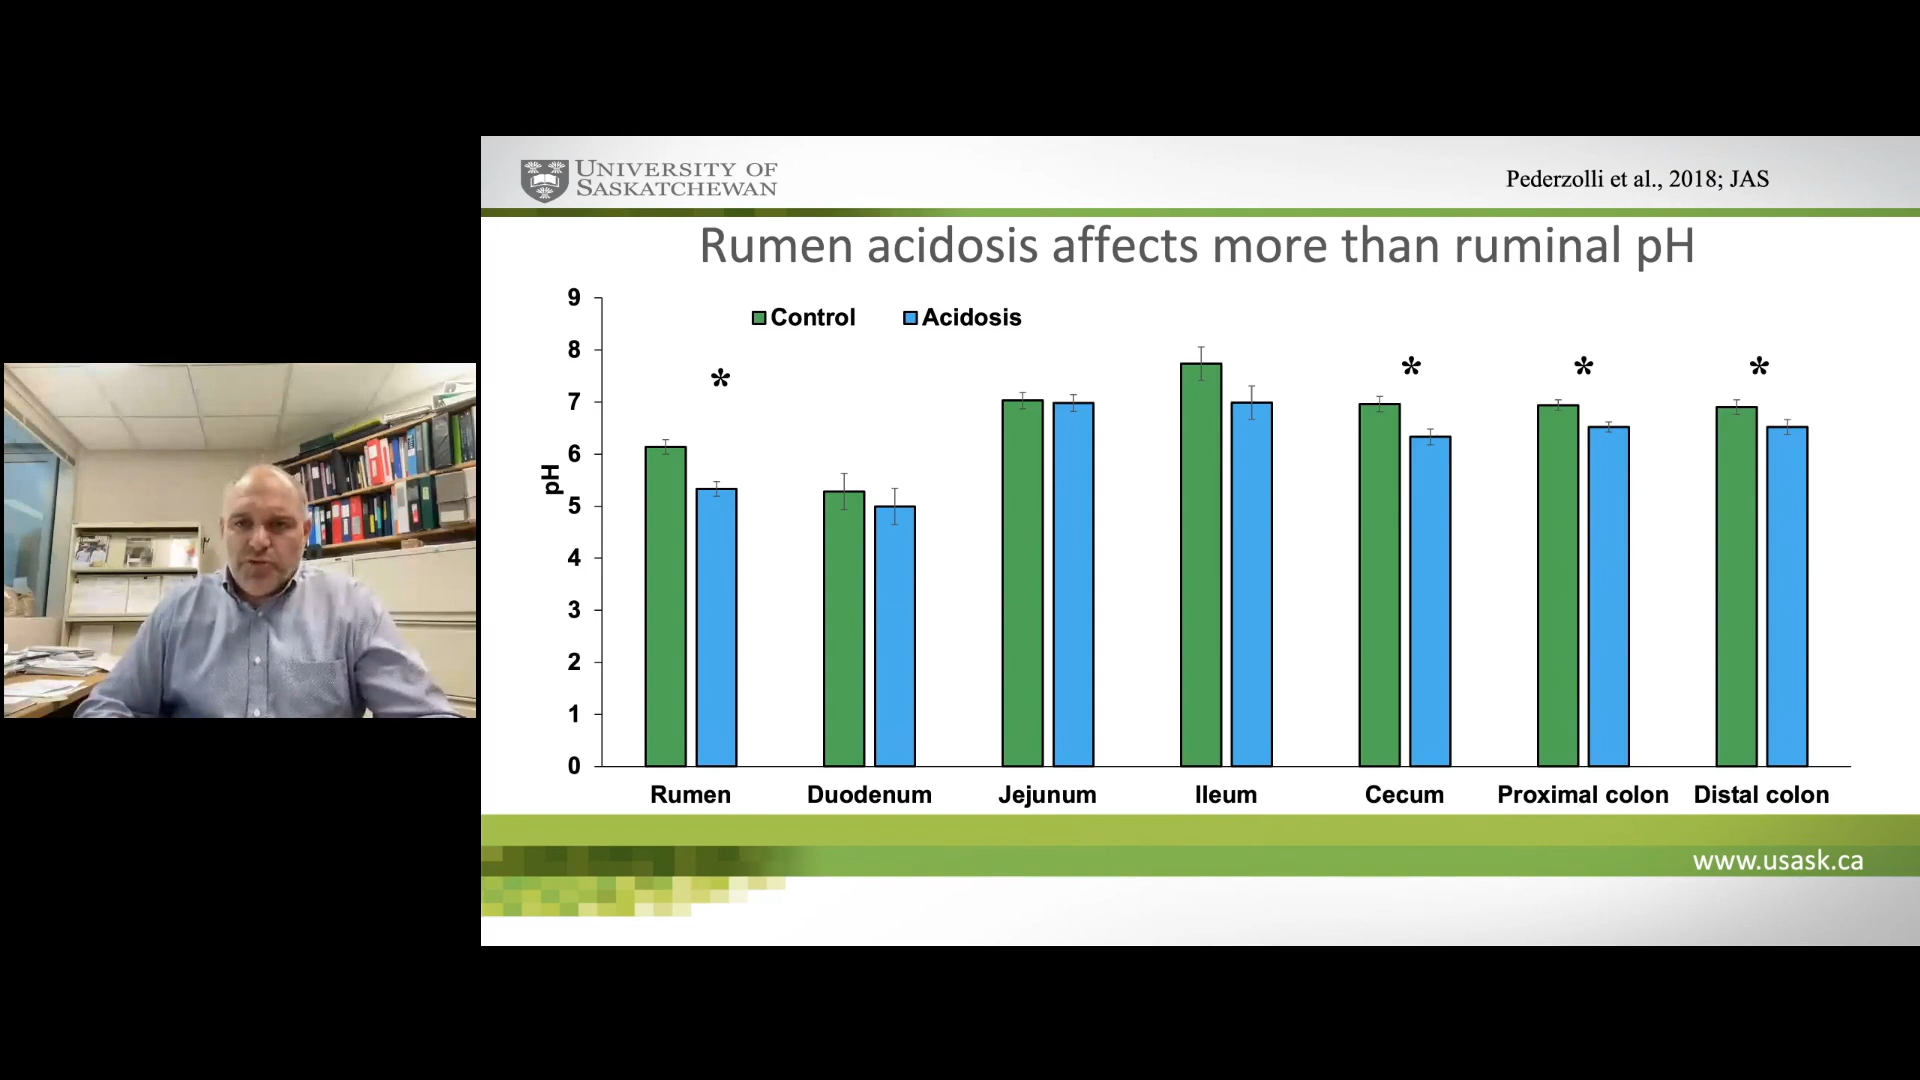 UNIVERSITY OF
SASKATCHEWAN
Pederzolli et al., 2018; JAS
Rumen acidosis affects more than ruminal pH
9
8
7
6
5
4
3
2
1
0
pH
Control
Acidosis
*
*
*
*
Rumen
Duodenum
Jejunum
Ileum
Cecum
Proximal colon
Distal colon
www.usask.ca